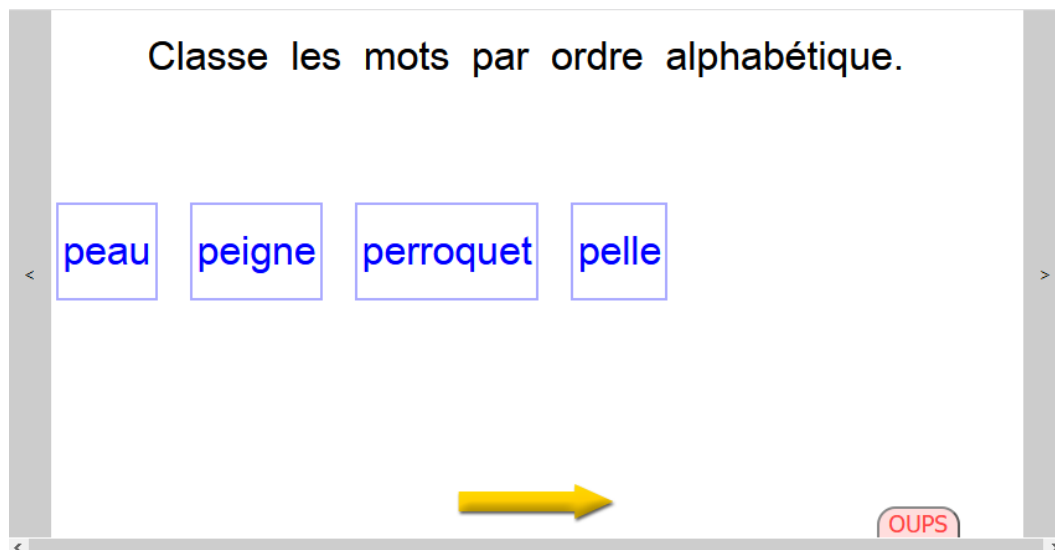 Classe les mots par ordre alphabétique.
peau peigne perroquet pelle
< >
OUPS